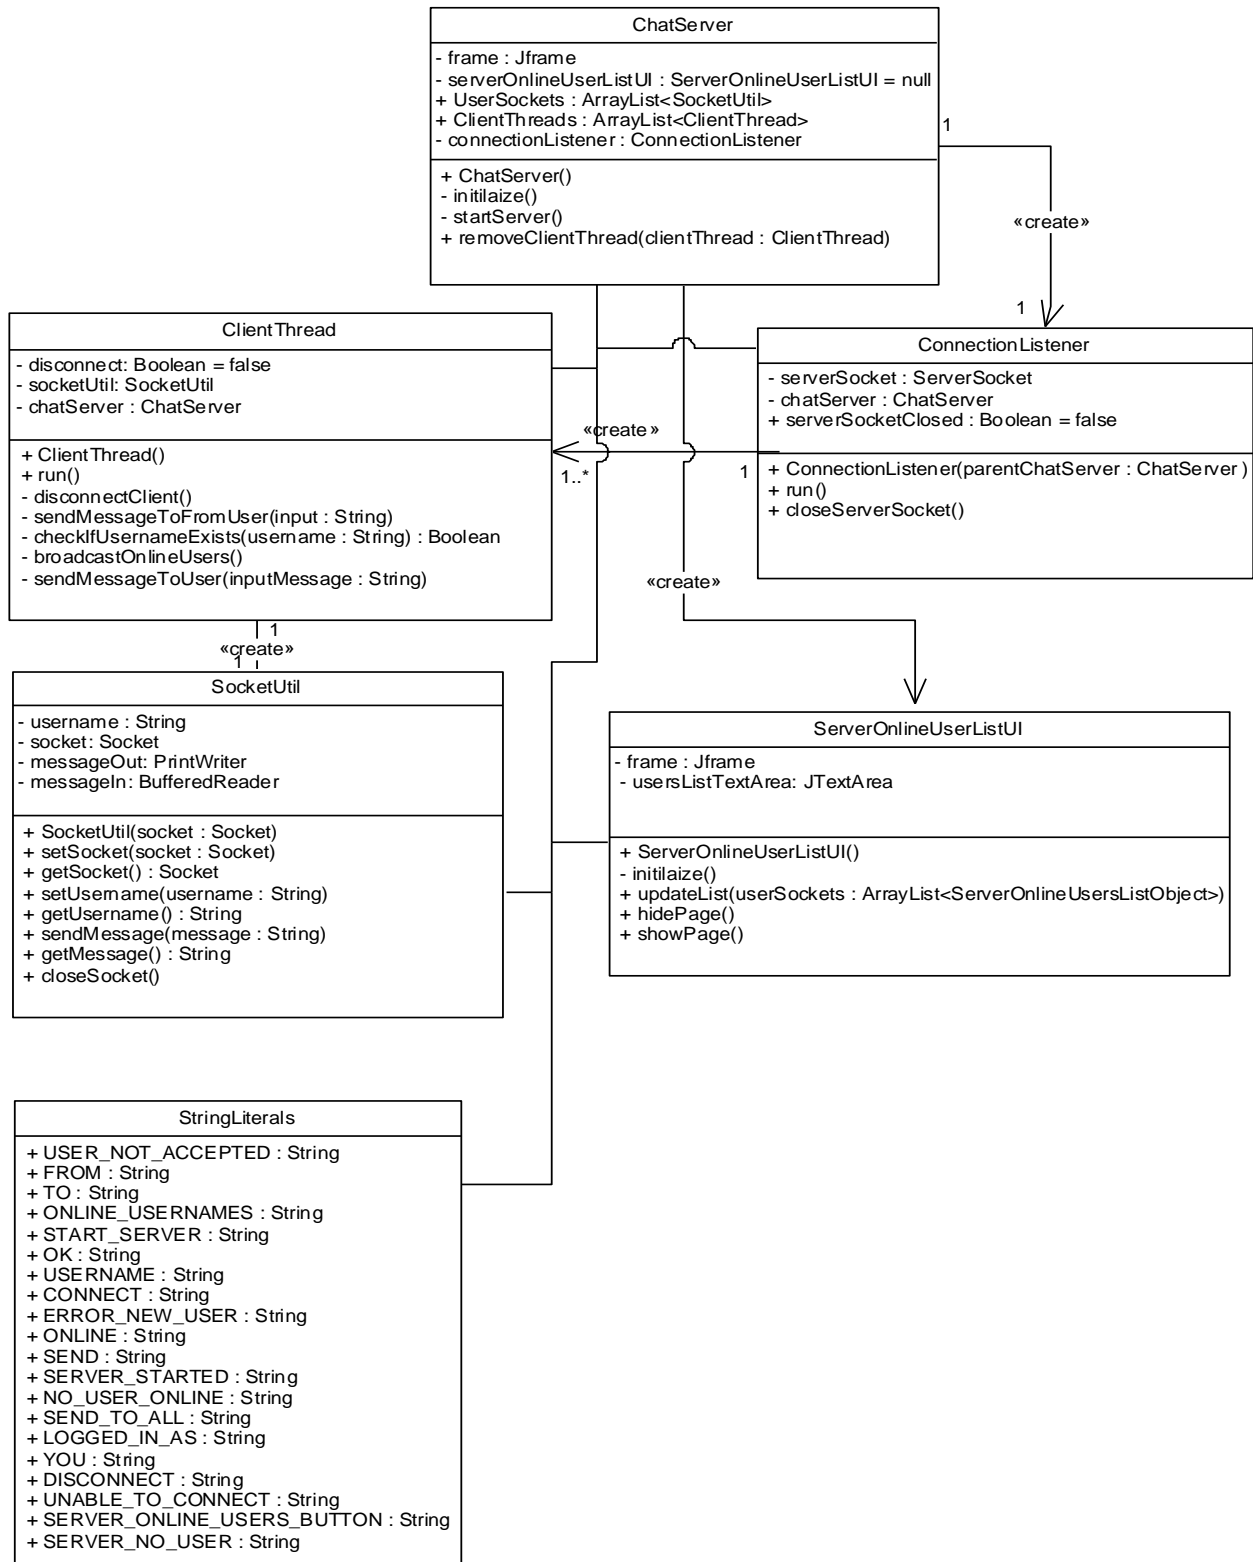 ChatServer
- frame : Jframe
- serverOnlineUserListUI : ServerOnlineUserListUI = null
+ UserSockets : ArrayList<SocketUtil>
+ ClientThreads : ArrayList<ClientThread>
- connectionListener : ConnectionListener
+ ChatServer()
- initilaize()
- startServer()
+ removeClientThread(clientThread : ClientThread)
1
«create»
1
ClientThread
- disconnect: Boolean = false
- socketUtil: SocketUtil
- chatServer : ChatServer
+ ClientThread()
+ run()
- disconnectClient()
- sendMessageToFromUser(input : String)
- checkIfUsernameExists(username : String) : Boolean
- broadcastOnlineUsers()
- sendMessageToUser(inputMessage : String)
«create»
1..*
1
ConnectionListener
- serverSocket : ServerSocket
- chatServer : ChatServer
+ serverSocketClosed : Boolean = false
+ ConnectionListener(parentChatServer : ChatServer )
+ run()
+ closeServerSocket()
«create»
1
«create»
1
SocketUtil
- username : String
- socket: Socket
- messageOut: PrintWriter
- messageIn: BufferedReader
+ SocketUtil(socket : Socket)
+ setSocket(socket : Socket)
+ getSocket() : Socket
+ setUsername(username : String)
+ getUsername() : String
+ sendMessage(message : String)
+ getMessage() : String
+ closeSocket()
ServerOnlineUserListUI
- frame : Jframe
- usersListTextArea: JTextArea
+ ServerOnlineUserListUI()
- initilaize()
+ updateList(userSockets : ArrayList<ServerOnlineUsersListObject>)
+ hidePage()
+ showPage()
StringLiterals
+ USER_NOT_ACCEPTED : String
+ FROM : String
+ TO : String
+ ONLINE_USERNAMES : String
+ START_SERVER : String
+ OK : String
+ USERNAME : String
+ CONNECT : String
+ ERROR_NEW_USER : String
+ ONLINE : String
+ SEND : String
+ SERVER_STARTED : String
+ NO_USER_ONLINE : String
+ SEND_TO_ALL : String
+ LOGGED_IN_AS : String
+ YOU : String
+ DISCONNECT : String
+ UNABLE_TO_CONNECT : String
+ SERVER_ONLINE_USERS_BUTTON : String
+ SERVER_NO_USER : String